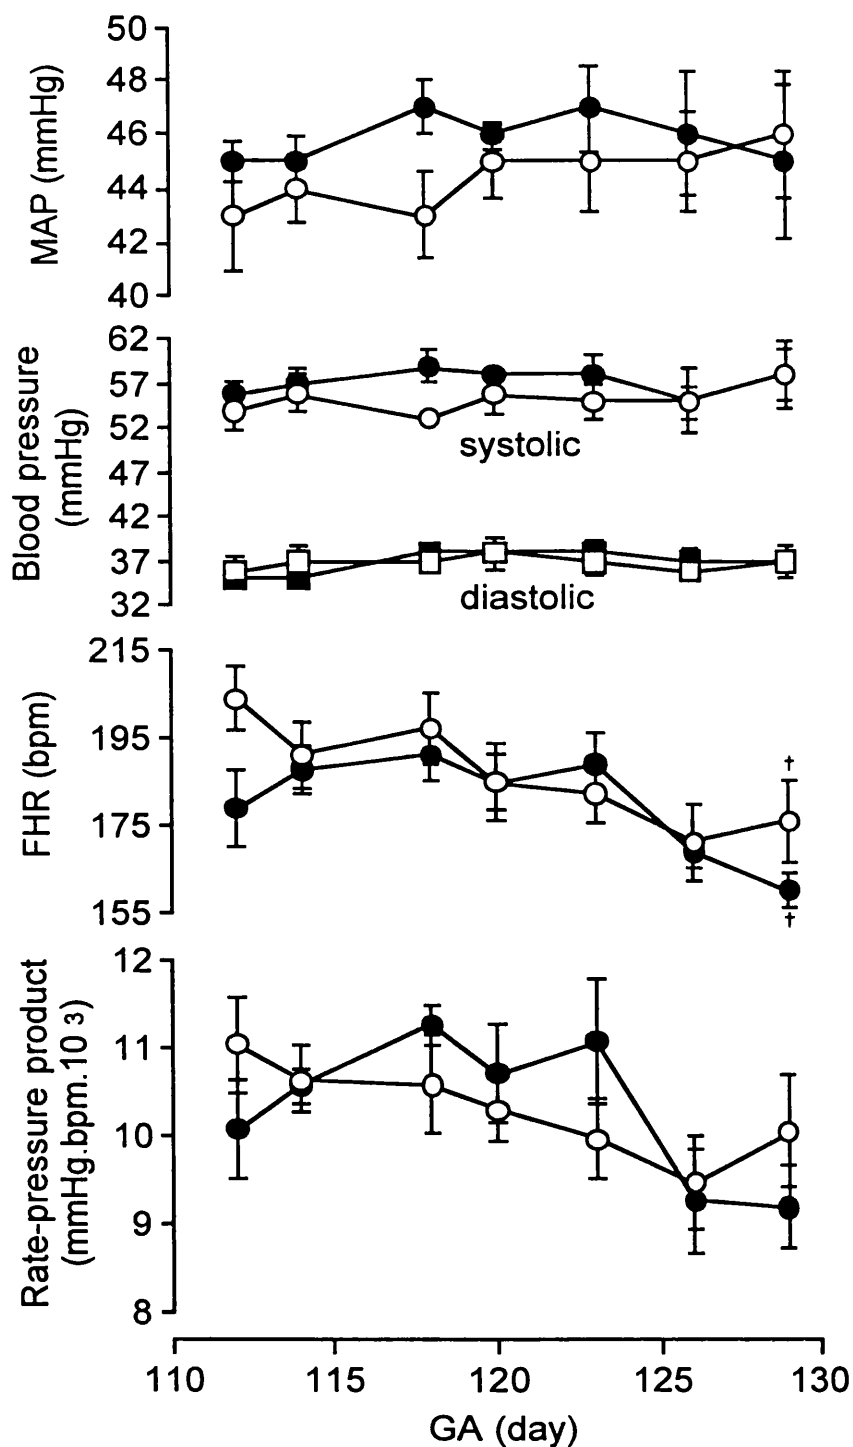 MAP (mmHg)
50
48
46
44
42
40
Blood pressure
(mmHg)
62
57
52
47
42
37
32
systolic
diastolic
FHR (bpm)
215
195
175
155
†
†
Rate-pressure product
(mmHg.bpm.10 3)
12
11
10
9
8
110 115 120 125 130
GA (day)